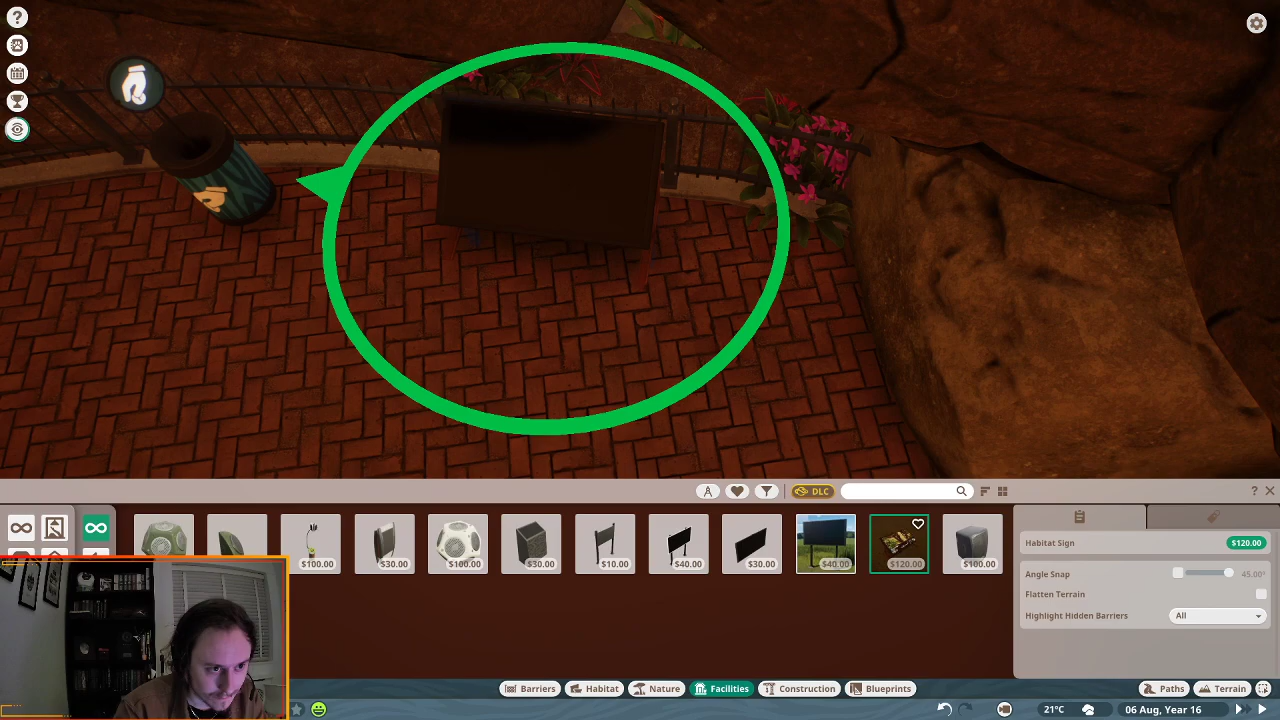 ?
DLC
?
$100.00
$30.00
$100.00
$30.00
$10.00
$40.00
$30.00
$40.00
$120.00
$100.00
Habitat Sign
$120.00
Angle Snap
45.00°
Flatten Terrain
Highlight Hidden Barriers
All
Barriers
Habitat
Nature
Facilities
Construction
Blueprints
Paths
Terrain
21°C
06 Aug, Year 16